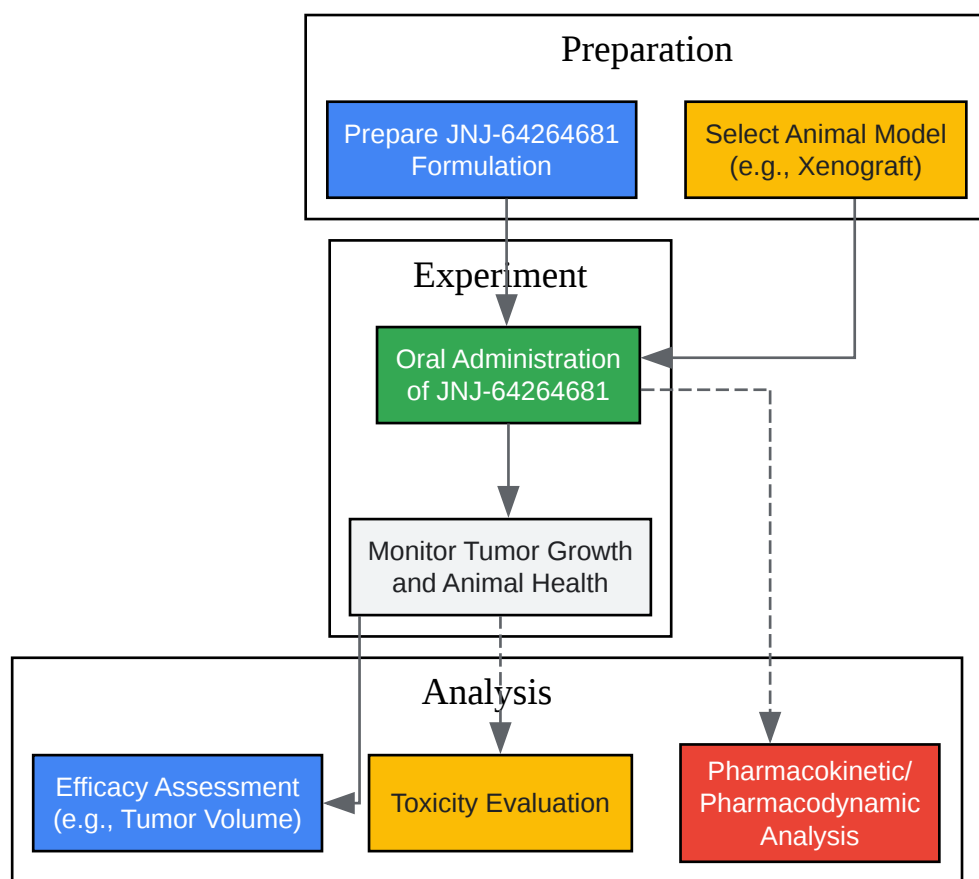 Preparation
Prepare JNJ-64264681
Formulation
Select Animal Model
(e.g., Xenograft)
Experiment
Oral Administration
of JNJ-64264681
Monitor Tumor Growth
and Animal Health
Analysis
Efficacy Assessment
(e.g., Tumor Volume)
Toxicity Evaluation
Pharmacokinetic/
Pharmacodynamic
Analysis